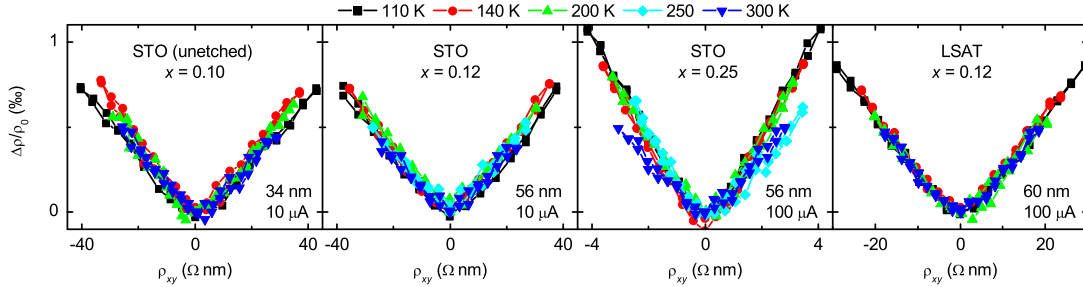 110 K 140 K 200 K 250 300 K
1
Δρ/ρ0 (‰)
0
STO (unetched)
x = 0.10
34 nm
10 µA
-40 0 40
ρxy (Ω nm)
STO
x = 0.12
56 nm
10 µA
-40 0 40
ρxy (Ω nm)
STO
x = 0.25
56 nm
100 µA
-4 0 4
ρxy (Ω nm)
LSAT
x = 0.12
60 nm
100 µA
-20 0 20
ρxy (Ω nm)